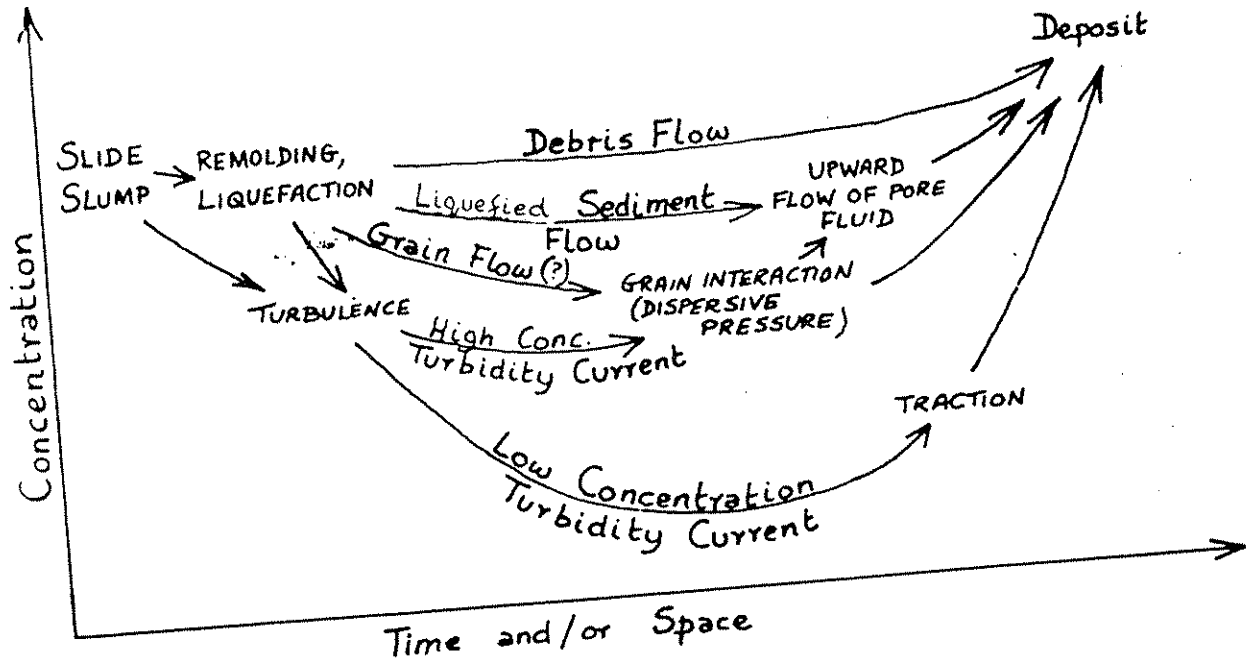 Deposit
Debris Flow
SLIDE
SLUMP
REMOLDING,
LIQUEFACTION
Liquefied Sediment
Flow
UPWARD
FLOW OF PORE
FLUID
Grain Flow(?)
GRAIN INTERACTION
(DISPERSIVE
PRESSURE)
TURBULENCE
High Conc.
Turbidity Current
TRACTION
Low Concentration
Turbidity Current
Concentration
Time and/or Space